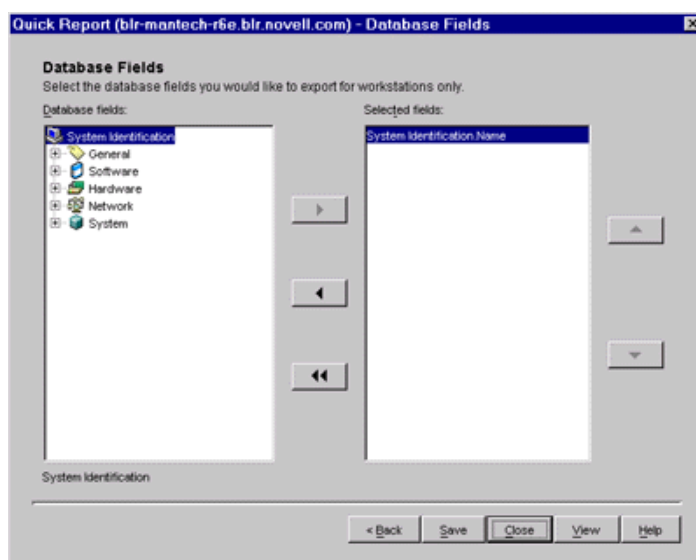 Quick Report (blr-mantech-r6e.blr.novell.com) - Database Fields
Database Fields
Select the database fields you would like to export for workstations only.
Database fields:
Selected fields:
System Identification
General
Software
Hardware
Network
System
System Identification.Name
System Identification
< Back
Save
Close
View
Help